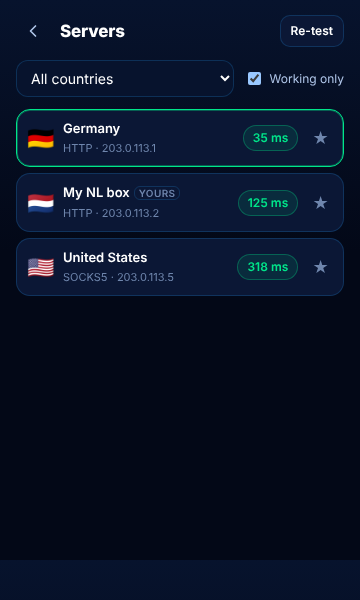 Servers
Re-test
All countries
Working only
Germany
HTTP · 203.0.113.1
35 ms
My NL box YOURS
HTTP · 203.0.113.2
125 ms
United States
SOCKS5 · 203.0.113.5
318 ms